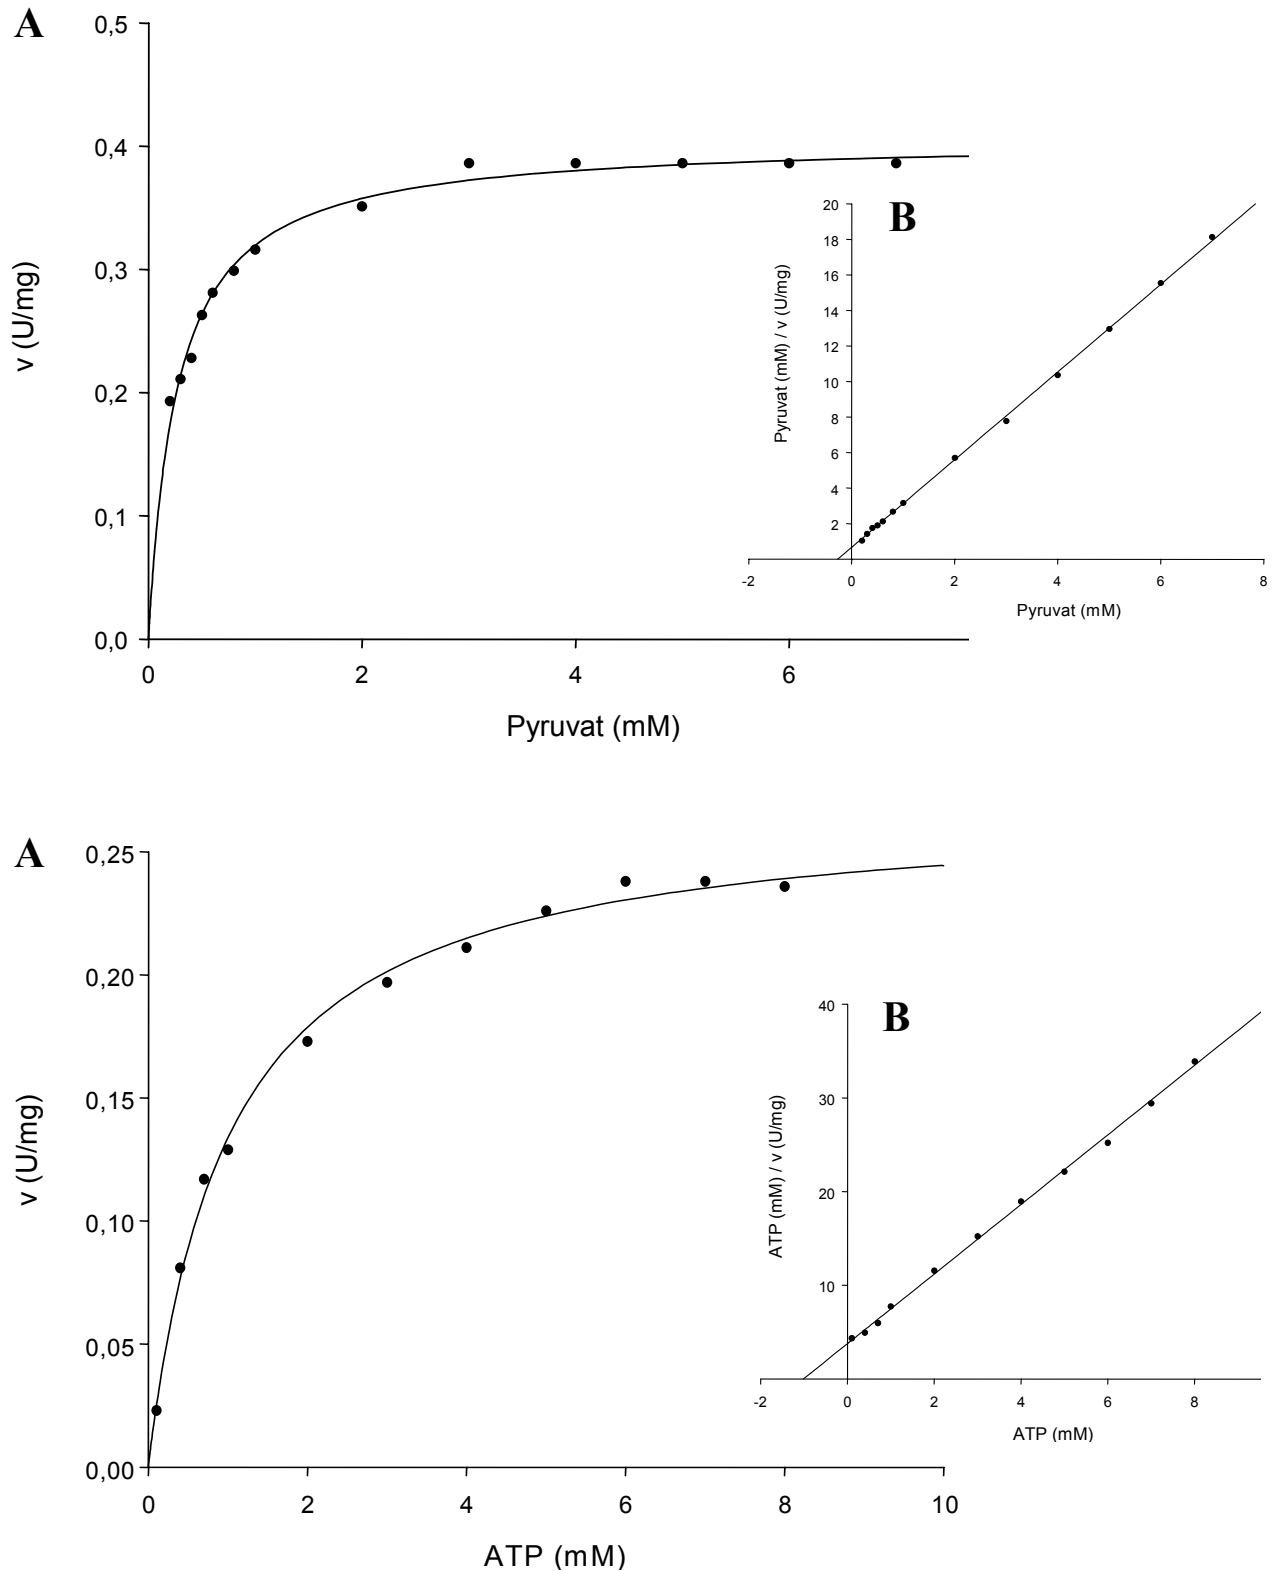 A
0,5
0,4
0,3
0,2
0,1
0,0
v (U/mg)
0 2 4 6
Pyruvat (mM)
B
20
18
16
14
12
10
8
6
4
2
Pyruvat (mM) / v (U/mg)
-2 0 2 4 6 8
Pyruvat (mM)
A
0,25
0,20
0,15
0,10
0,05
0,00
v (U/mg)
0 2 4 6 8 10
ATP (mM)
B
40
30
20
10
ATP (mM) / v (U/mg)
-2 0 2 4 6 8
ATP (mM)